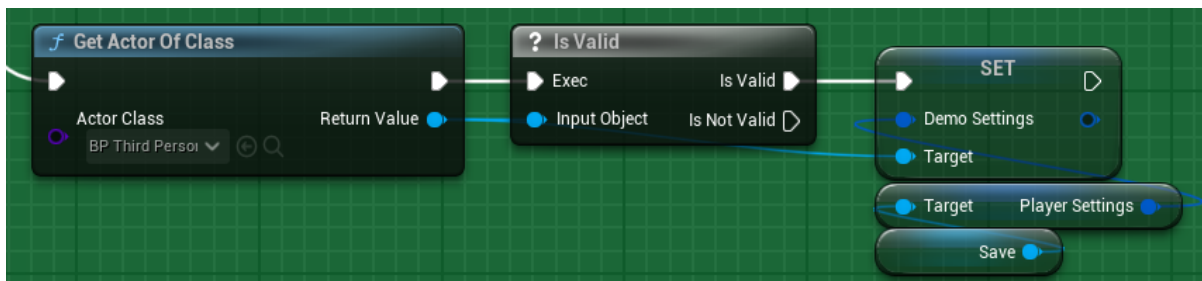 f Get Actor Of Class
Actor Class
Return Value
BP Third Persoi
? Is Valid
Exec
Is Valid
Input Object
Is Not Valid
SET
Demo Settings
Target
Target
Player Settings
Save